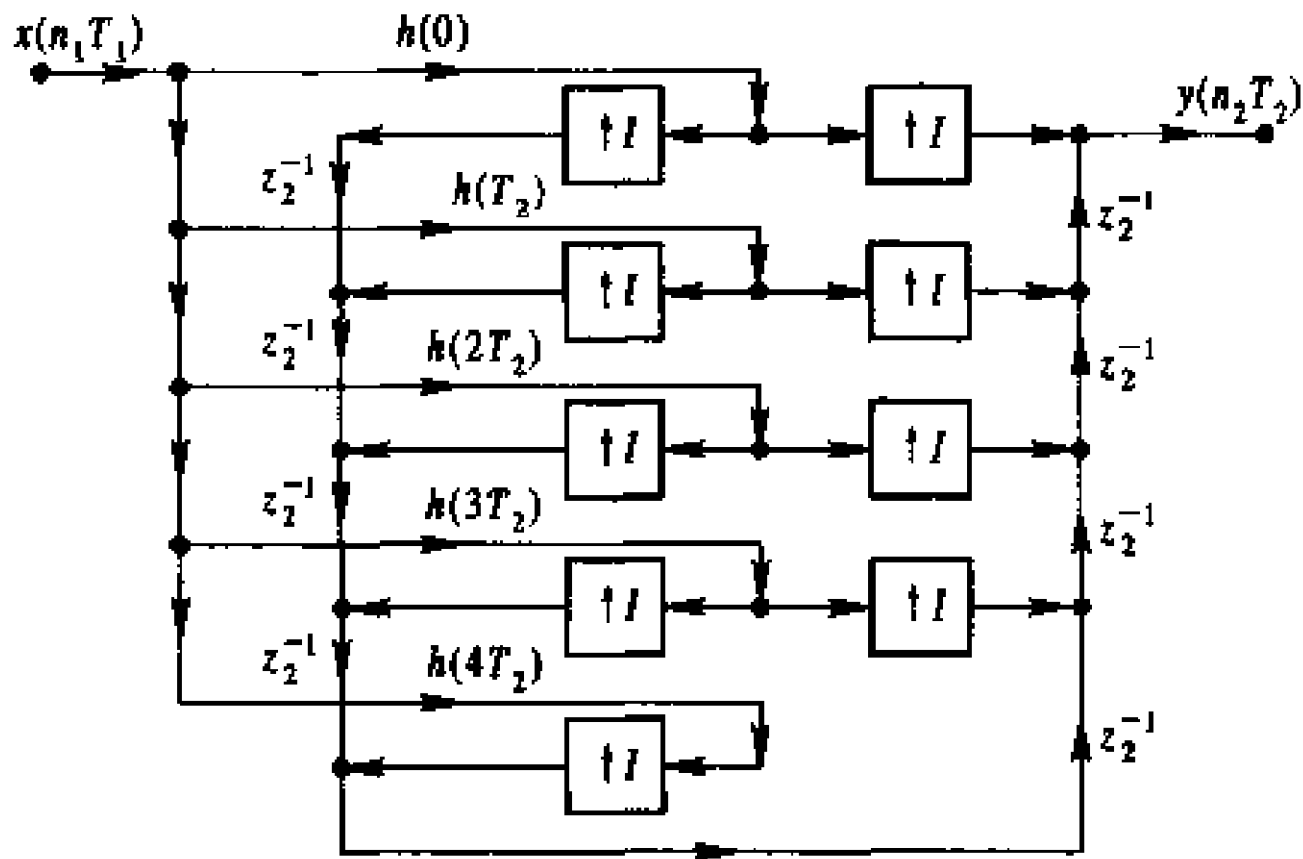 x(n₁T₁)
h(0)
↑I ↑I
y(n₂T₂)
z₂⁻¹
h(T₂)
z₂⁻¹
↑I ↑I
z₂⁻¹
h(2T₂)
z₂⁻¹
↑I ↑I
z₂⁻¹
h(3T₂)
z₂⁻¹
↑I ↑I
z₂⁻¹
h(4T₂)
z₂⁻¹
↑I